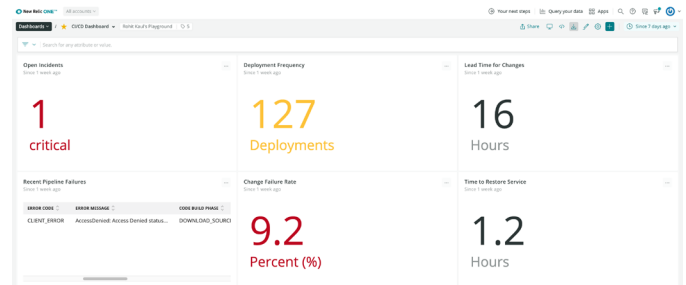 New Relic ONE™ All accounts
Your next steps Query your data Apps
Dashboards / CI/CD Dashboard Rohit Kaul's Playground 5 Share Since 7 days ago
Search for any attribute or value.
Open Incidents
Since 1 week ago
1
critical
Deployment Frequency
Since 1 week ago
127
Deployments
Lead Time for Changes
Since 1 week ago
16
Hours
Recent Pipeline Failures
Since 1 week ago
ERROR CODE ERROR MESSAGE CODE BUILD PHASE
CLIENT_ERROR AccessDenied: Access Denied status... DOWNLOAD_SOURC
Change Failure Rate
Since 1 week ago
9.2
Percent (%)
Time to Restore Service
Since 1 week ago
1.2
Hours